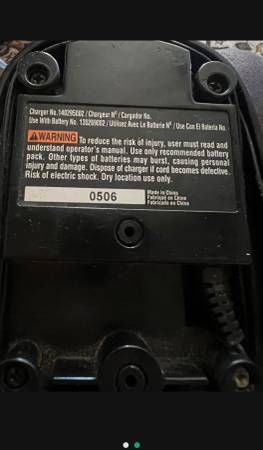 Charger No. 140295002 / Chargeur Nº / Cargador No.
Use With Battery No. 130269002 / Utilisez Avec Le Batterie Nº / Use Con El Bateria No.
WARNING To reduce the risk of injury, user must read and
understand operator's manual. Use only recommended battery
pack. Other types of batteries may burst, causing personal
injury and damage. Dispose of charger if cord becomes defective.
Risk of electric shock. Dry location use only.
0506
Made in China
Fabriqué en Chine
Fabricado en China